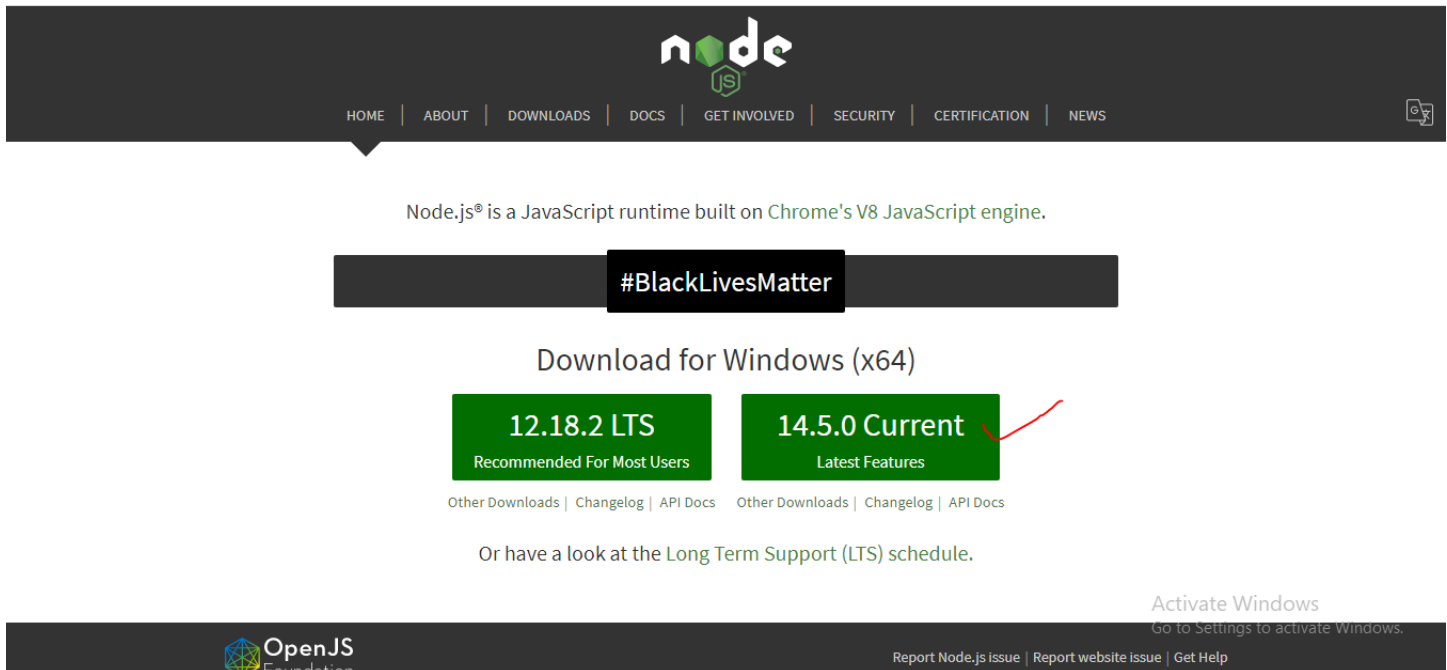 node
JS
HOME | ABOUT | DOWNLOADS | DOCS | GET INVOLVED | SECURITY | CERTIFICATION | NEWS
Node.js® is a JavaScript runtime built on Chrome's V8 JavaScript engine.
#BlackLivesMatter
Download for Windows (x64)
12.18.2 LTS
Recommended For Most Users
14.5.0 Current
Latest Features
Other Downloads | Changelog | API Docs
Other Downloads | Changelog | API Docs
Or have a look at the Long Term Support (LTS) schedule.
Activate Windows
Go to Settings to activate Windows.
OpenJS
Foundation
Report Node.js issue | Report website issue | Get Help